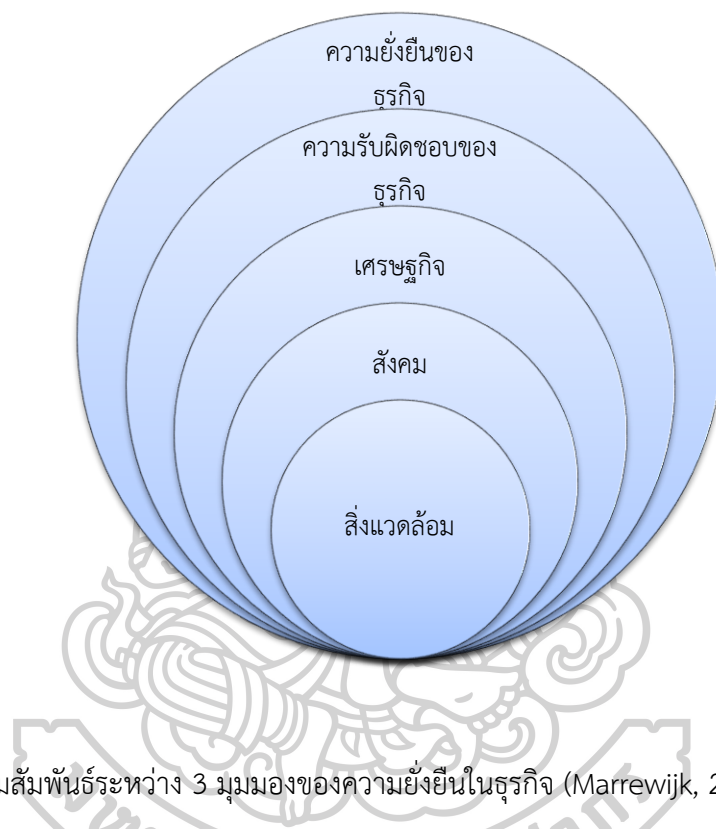 ความยั่งยืนของ
ธุรกิจ
ความรับผิดชอบของ
ธุรกิจ
เศรษฐกิจ
สังคม
สิ่งแวดล้อม
มสัมพันธ์ระหว่าง 3 มุมมองของความยั่งยืนในธุรกิจ (Marrewijk, 2